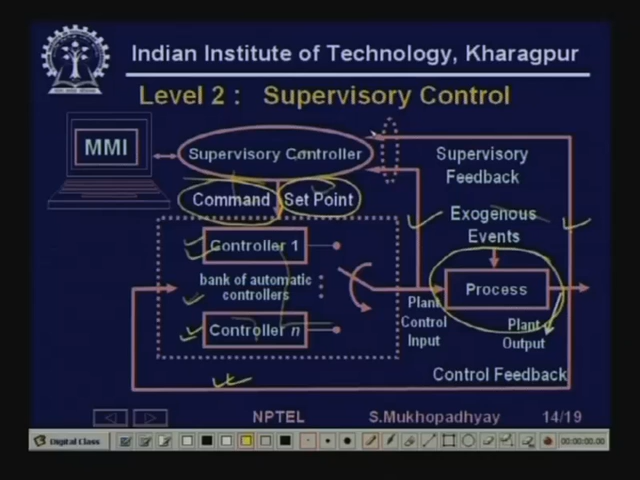 Indian Institute of Technology, Kharagpur
Level 2 : Supervisory Control
MMI
Supervisory Controller
Supervisory
Feedback
Command
Set Point
Exogenous
Events
Controller 1
bank of automatic
controllers
Process
Plant
Control
Input
Plant
Output
Controller n
Control Feedback
NPTEL
S.Mukhopadhyay
14/19
Digital Class
00:00:00.00